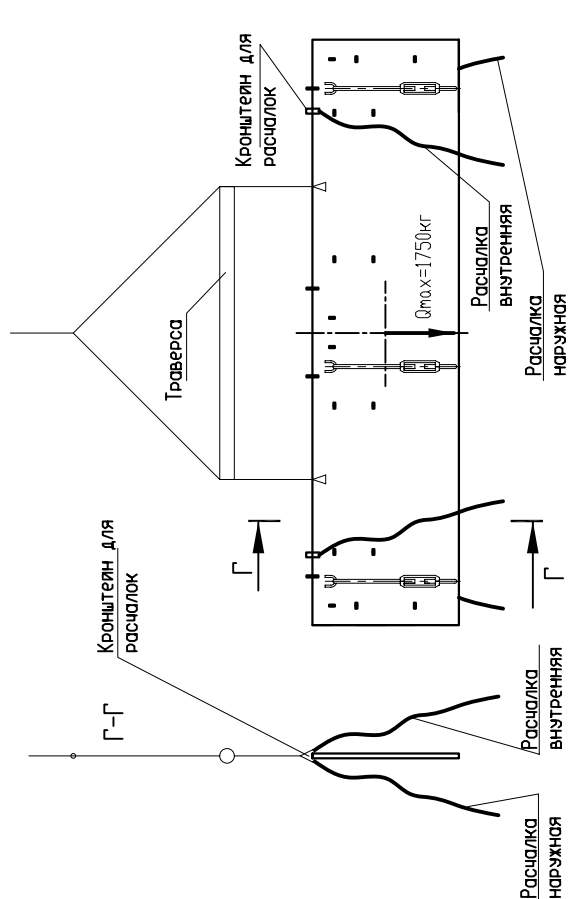 Кронштейн для
расчалок
Траверса
Qmax=1750кг
Расчалка
внутренняя
Расчалка
наружная
Г
Г
Кронштейн для
расчалок
Г-Г
Расчалка
внутренняя
Расчалка
наружная